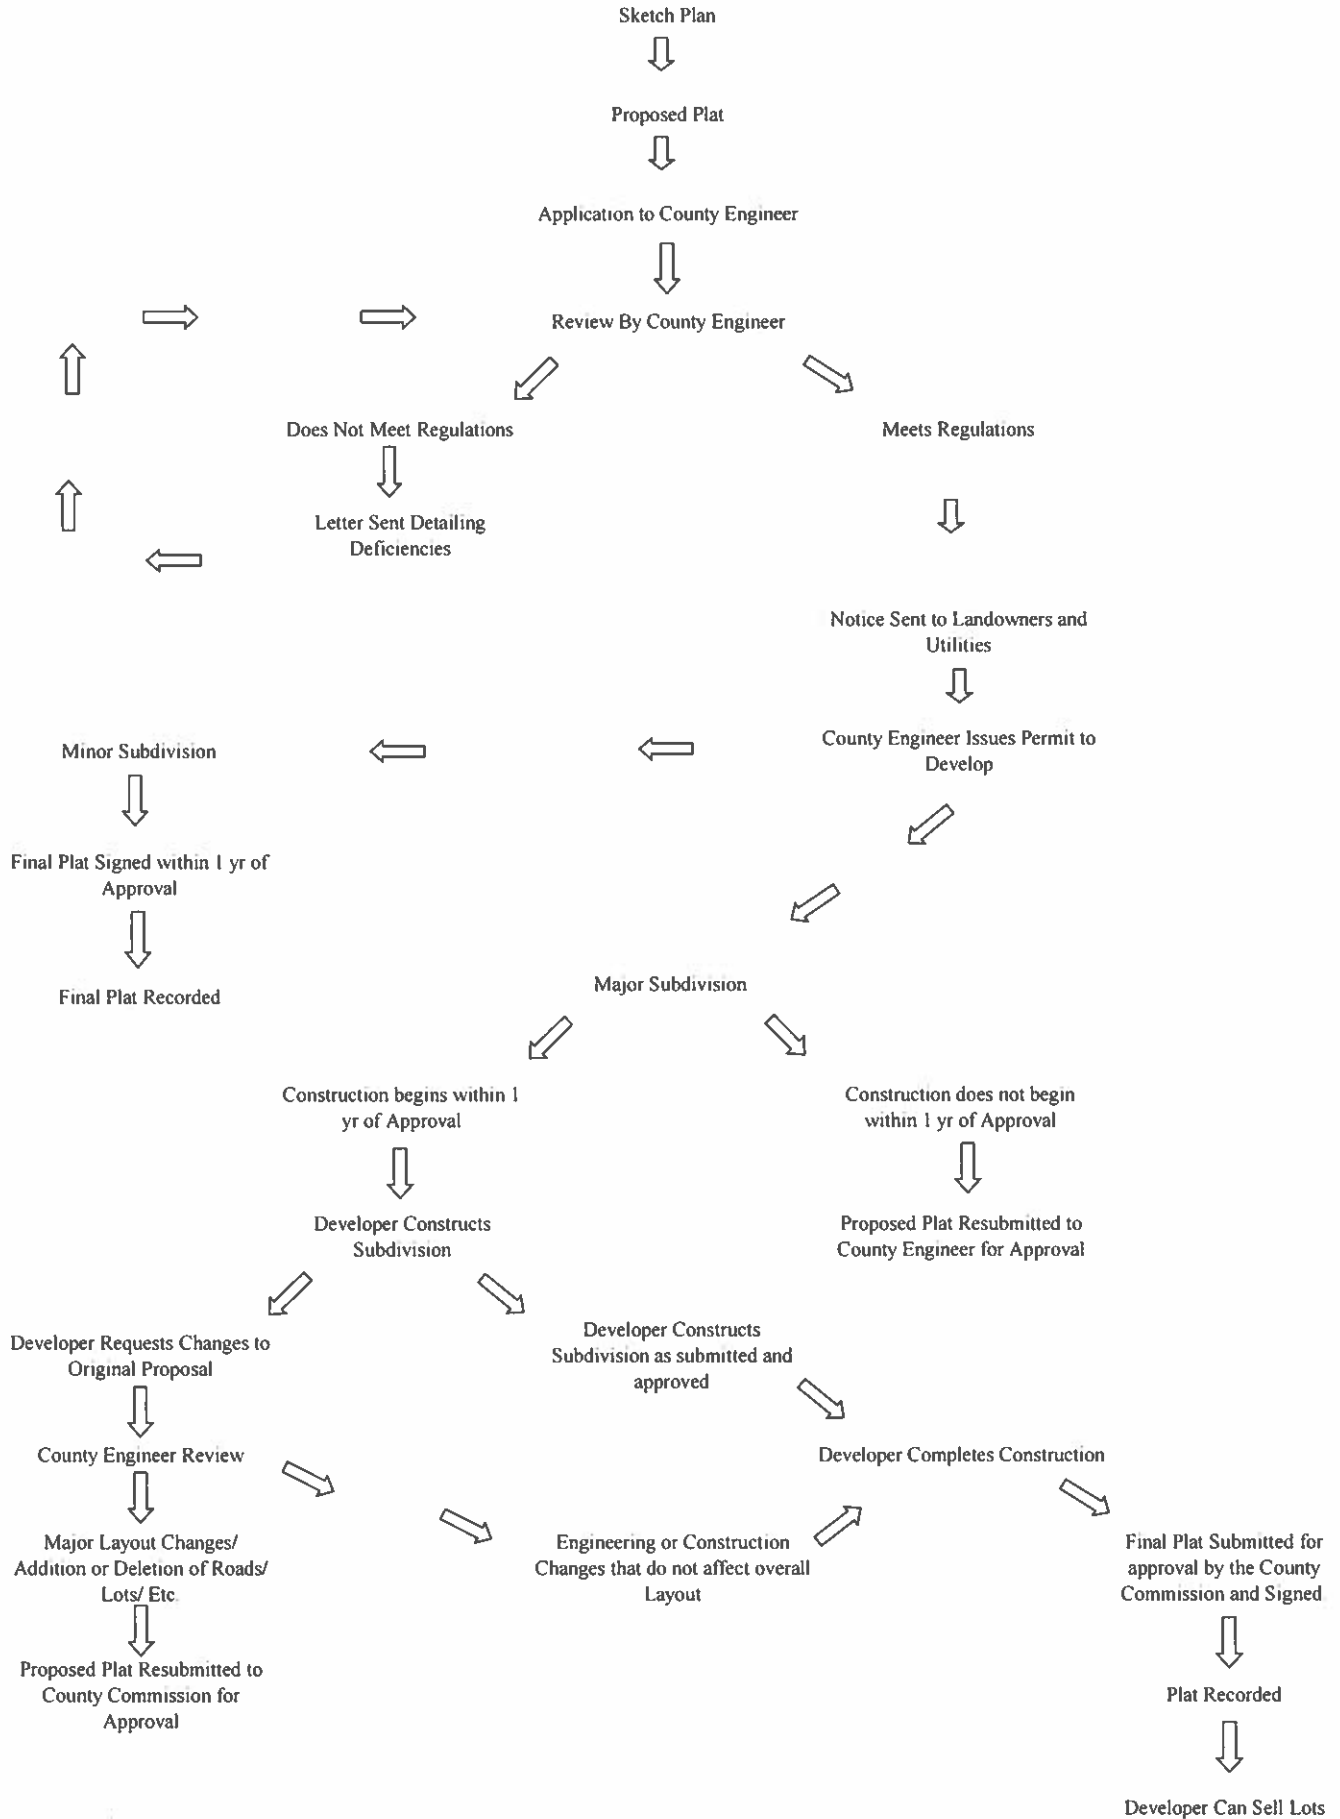 Sketch Plan
Proposed Plat
Application to County Engineer
Review By County Engineer
Does Not Meet Regulations
Meets Regulations
Letter Sent Detailing
Deficiencies
Notice Sent to Landowners and
Utilities
Minor Subdivision
County Engineer Issues Permit to
Develop
Final Plat Signed within 1 yr of
Approval
Final Plat Recorded
Major Subdivision
Construction begins within 1
yr of Approval
Construction does not begin
within 1 yr of Approval
Developer Constructs
Subdivision
Proposed Plat Resubmitted to
County Engineer for Approval
Developer Requests Changes to
Original Proposal
Developer Constructs
Subdivision as submitted and
approved
County Engineer Review
Developer Completes Construction
Major Layout Changes/
Addition or Deletion of Roads/
Lots/ Etc.
Engineering or Construction
Changes that do not affect overall
Layout
Final Plat Submitted for
approval by the County
Commission and Signed
Proposed Plat Resubmitted to
County Commission for
Approval
Plat Recorded
Developer Can Sell Lots